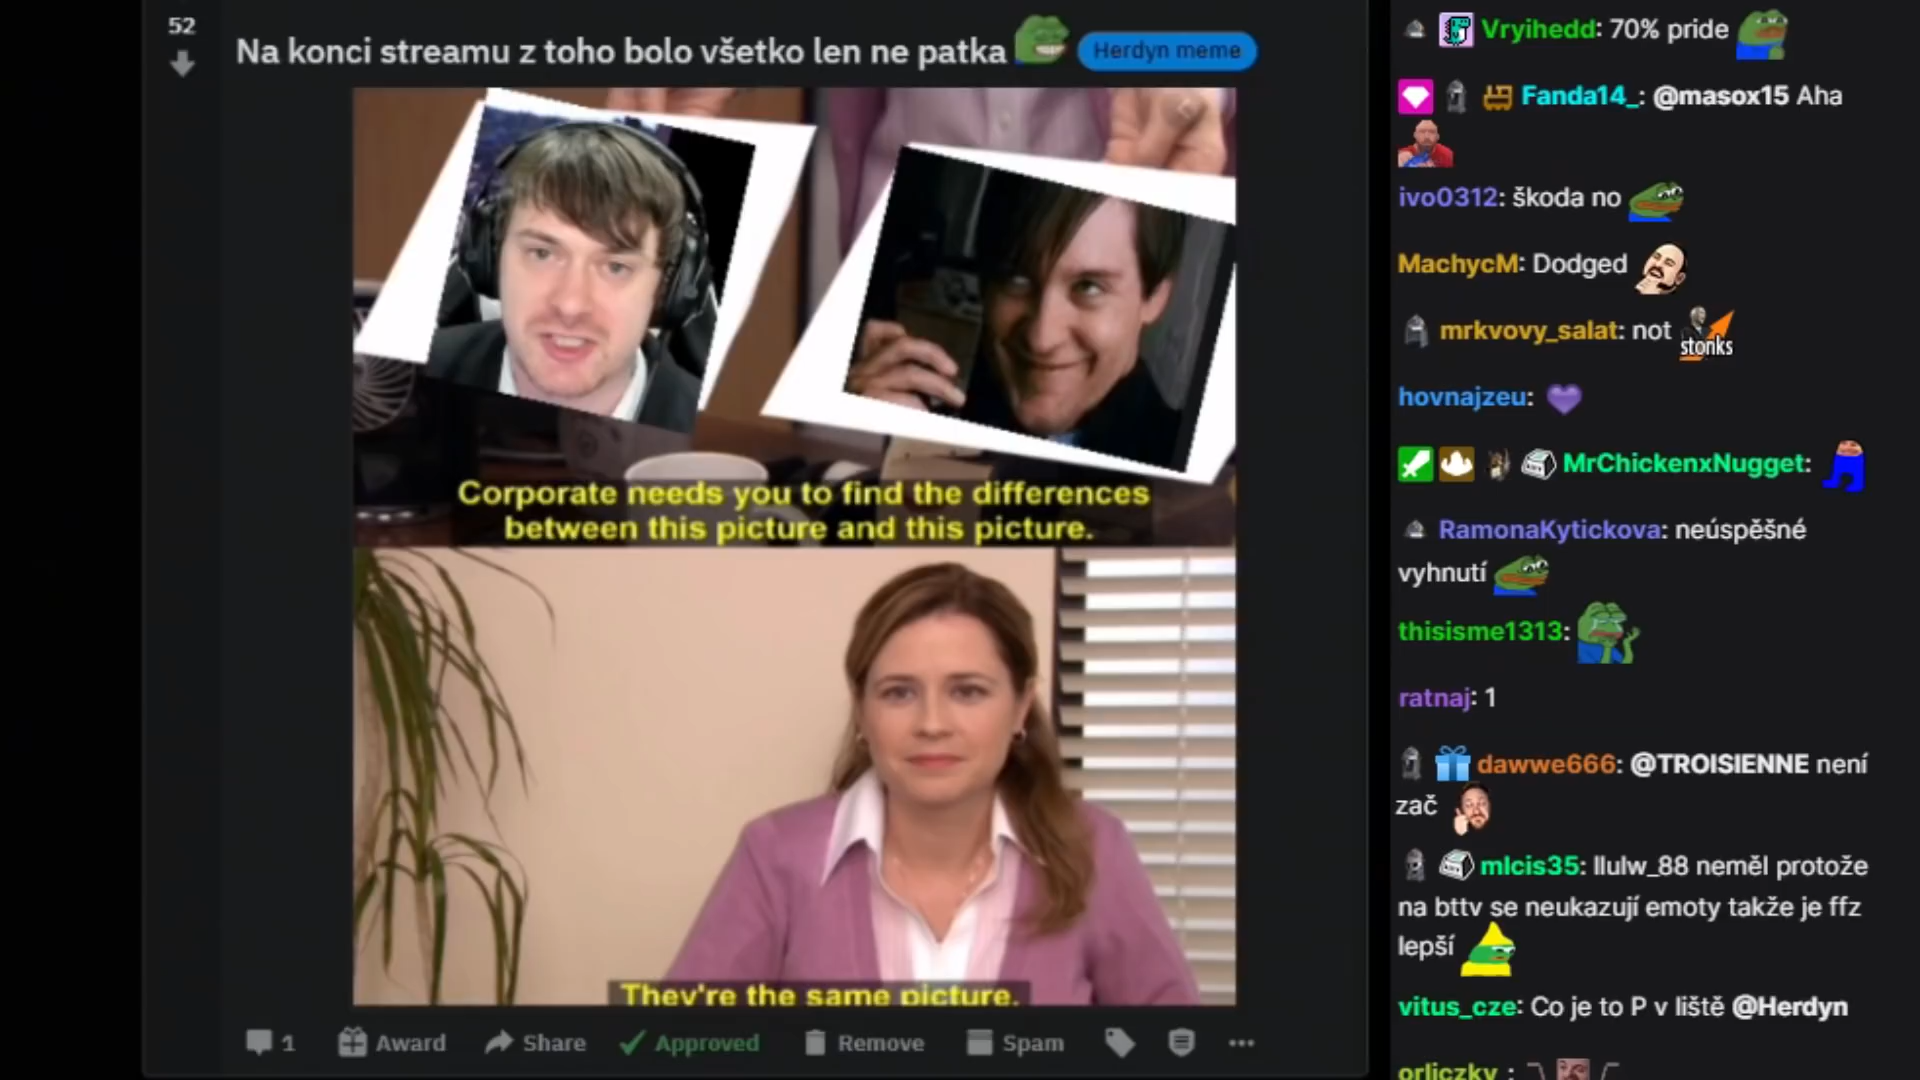 52
Na konci streamu z toho bolo všetko len ne patka
Herdyn meme
Corporate needs you to find the differences
between this picture and this picture.
They're the same picture.
1
Award
Share
Approved
Remove
Spam
Vryihedd: 70% pride
Fanda14_: @masox15 Aha
ivo0312: škoda no
MachycM: Dodged
mrkvovy_salat: not
stonks
hovnajzeu:
MrChickenxNugget:
RamonaKytickova: neúspěšné
vyhnutí
thisisme1313:
ratnaj: 1
dawwe666: @TROISIENNE není
zač
mlcis35: llulw_88 neměl protože
na bttv se neukazují emoty takže je ffz
lepší
vitus_cze: Co je to P v liště @Herdyn
orliczky_: